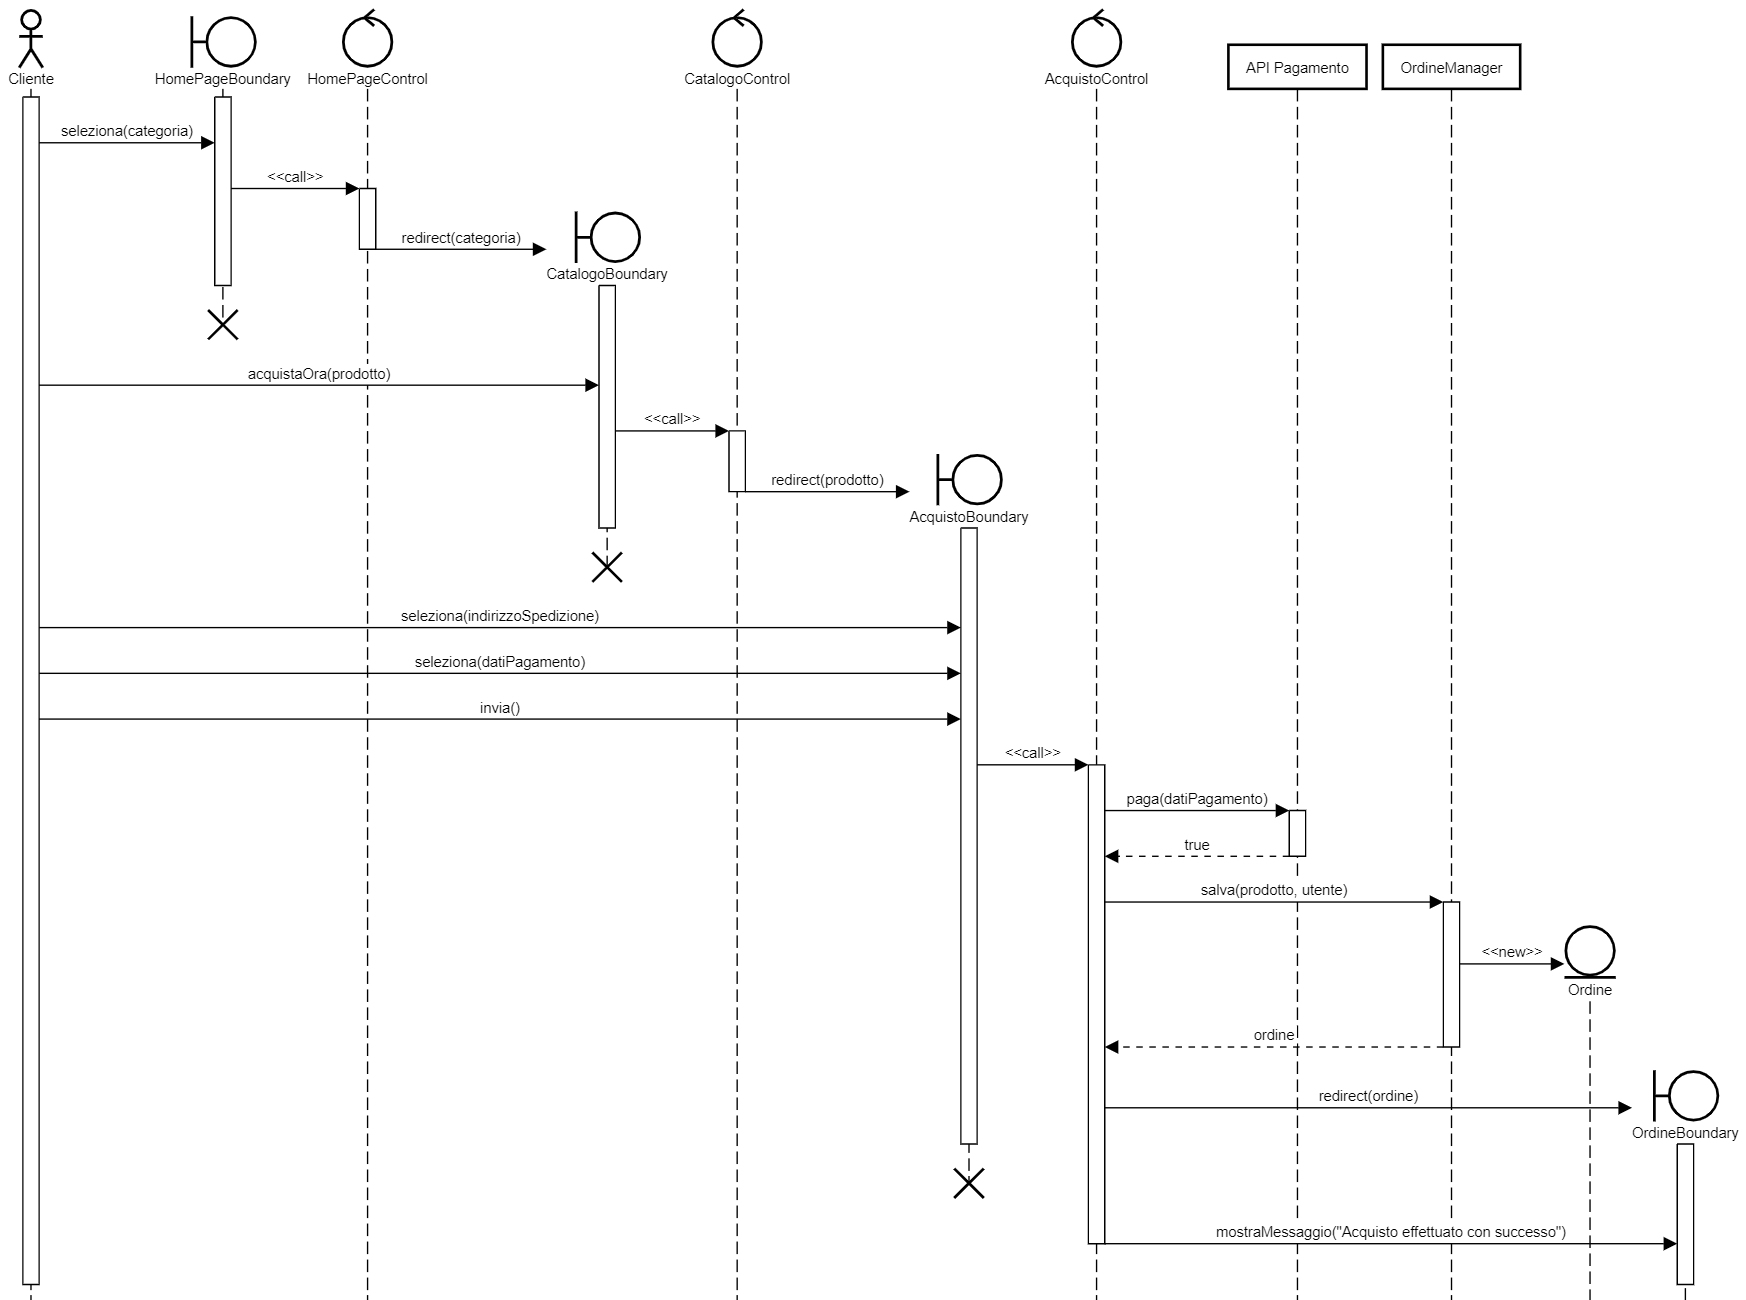 Cliente
HomePageBoundary
HomePageControl
CatalogoControl
AcquistoControl
API Pagamento
OrdineManager
seleziona(categoria)
<<call>>
redirect(categoria)
CatalogoBoundary
acquistaOra(prodotto)
<<call>>
redirect(prodotto)
AcquistoBoundary
seleziona(indirizzoSpedizione)
seleziona(datiPagamento)
invia()
<<call>>
paga(datiPagamento)
true
salva(prodotto, utente)
<<new>>
Ordine
ordine
redirect(ordine)
OrdineBoundary
mostraMessaggio("Acquisto effettuato con successo")